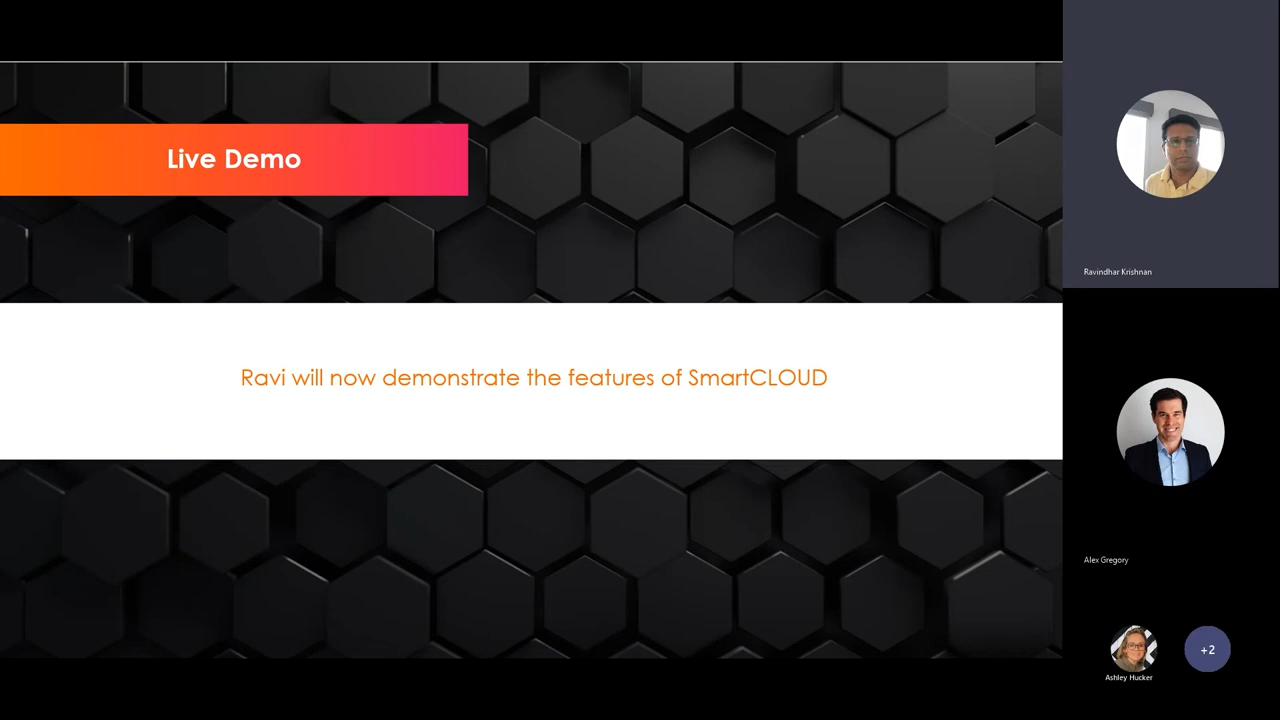 Live Demo
Ravi will now demonstrate the features of SmartCLOUD
Ravindhar Krishnan
Alex Gregory
+2
Ashley Hucker